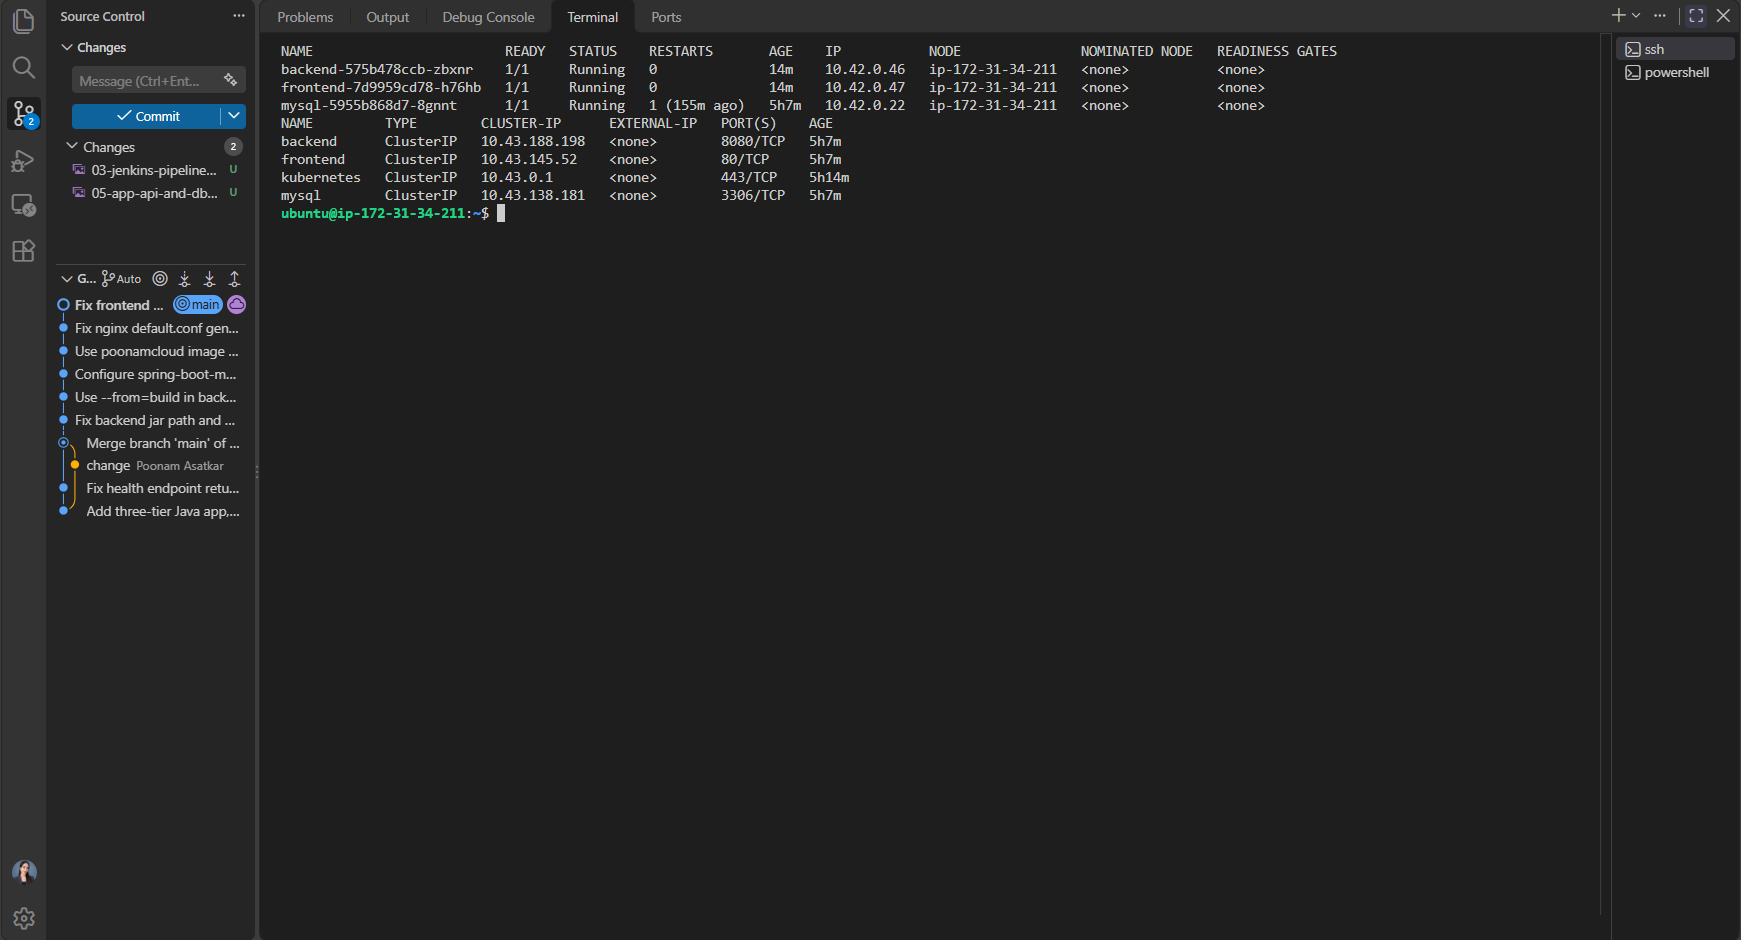 Source Control
Changes
Message (Ctrl+Ent...
Commit
Changes 2
03-jenkins-pipeline... U
05-app-api-and-db... U
2
G... Auto
Fix frontend ... main
Fix nginx default.conf gen...
Use poonamcloud image ...
Configure spring-boot-m...
Use --from=build in back...
Fix backend jar path and ...
Merge branch 'main' of ...
change Poonam Asatkar
Fix health endpoint retu...
Add three-tier Java app,...
Problems Output Debug Console Terminal Ports
NAME READY STATUS RESTARTS AGE IP NODE NOMINATED NODE READINESS GATES
backend-575b478ccb-zbxnr 1/1 Running 0 14m 10.42.0.46 ip-172-31-34-211 <none> <none>
frontend-7d9959cd78-h76hb 1/1 Running 0 14m 10.42.0.47 ip-172-31-34-211 <none> <none>
mysql-5955b868d7-8gnnt 1/1 Running 1 (155m ago) 5h7m 10.42.0.22 ip-172-31-34-211 <none> <none>
NAME TYPE CLUSTER-IP EXTERNAL-IP PORT(S) AGE
backend ClusterIP 10.43.188.198 <none> 8080/TCP 5h7m
frontend ClusterIP 10.43.145.52 <none> 80/TCP 5h7m
kubernetes ClusterIP 10.43.0.1 <none> 443/TCP 5h14m
mysql ClusterIP 10.43.138.181 <none> 3306/TCP 5h7m
ubuntu@ip-172-31-34-211:~$
ssh
powershell